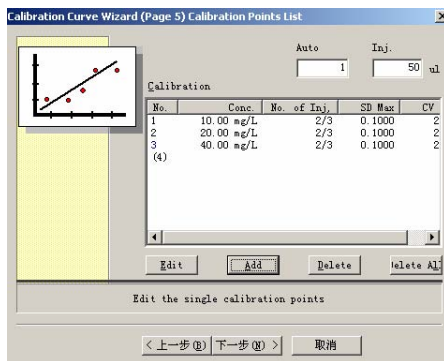 Calibration Curve Wizard (Page 5) Calibration Points List
Auto Inj.
1 50 ul
Calibration
No. Conc. No. of Inj, SD Max CV
1 10.00 mg/L 2/3 0.1000 2
2 20.00 mg/L 2/3 0.1000 2
3 40.00 mg/L 2/3 0.1000 2
(4)
Edit Add Delete elete Al
Edit the single calibration points
< 上一步(B) 下一步(N) > 取消